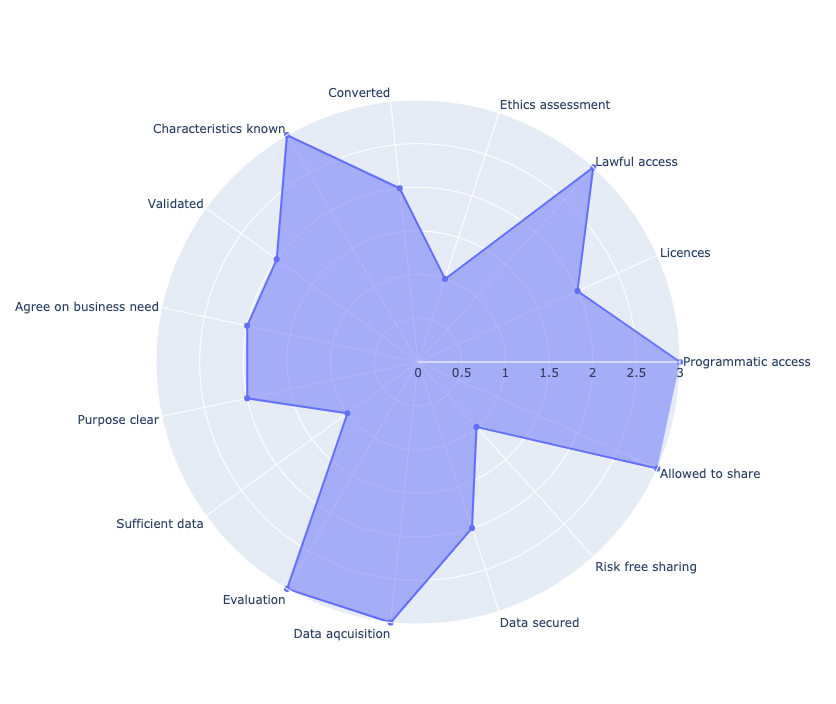 Converted
Ethics assessment
Characteristics known
Lawful access
Validated
Licences
Agree on business need
Programmatic access
0 0.5 1 1.5 2 2.5 3
Purpose clear
Allowed to share
Sufficient data
Risk free sharing
Evaluation
Data secured
Data aqcuisition